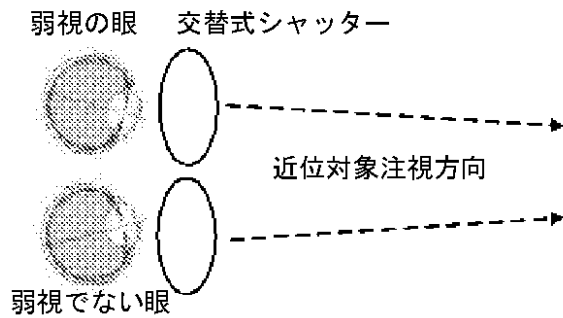 弱視の眼
交替式シャッター
近位対象注視方向
弱視でない眼